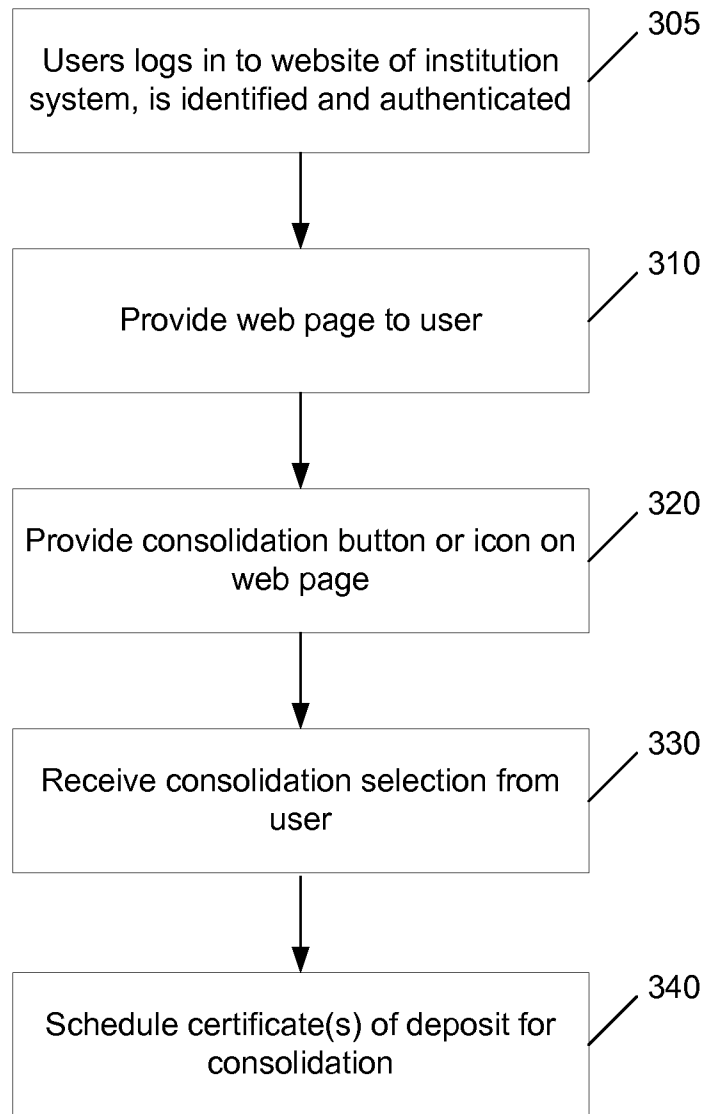 305
Users logs in to website of institution
system, is identified and authenticated
310
Provide web page to user
320
Provide consolidation button or icon on
web page
330
Receive consolidation selection from
user
340
Schedule certificate(s) of deposit for
consolidation